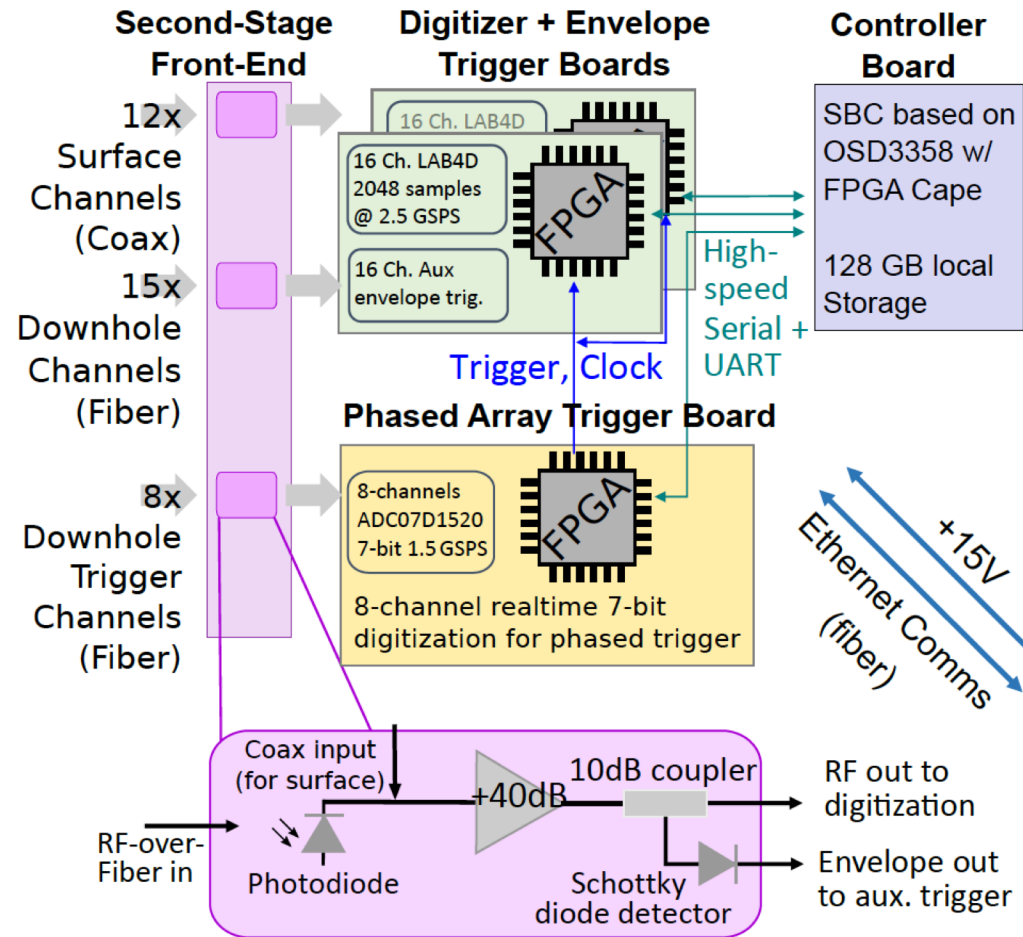 Second-Stage
Front-End
Digitizer + Envelope
Trigger Boards
Controller
Board
12x
Surface
Channels
(Coax)
15x
Downhole
Channels
(Fiber)
8x
Downhole
Trigger
Channels
(Fiber)
16 Ch. LAB4D
16 Ch. LAB4D
2048 samples
@ 2.5 GSPS
16 Ch. Aux
envelope trig.
FPGA
SBC based on
OSD3358 w/
FPGA Cape
128 GB local
Storage
High-
speed
Serial +
UART
Trigger, Clock
Phased Array Trigger Board
8-channels
ADC07D1520
7-bit 1.5 GSPS
FPGA
8-channel realtime 7-bit
digitization for phased trigger
+15V
Ethernet Comms
(fiber)
Coax input
(for surface)
+40dB
10dB coupler
RF out to
digitization
RF-over-
Fiber in
Photodiode
Schottky
diode detector
Envelope out
to aux. trigger